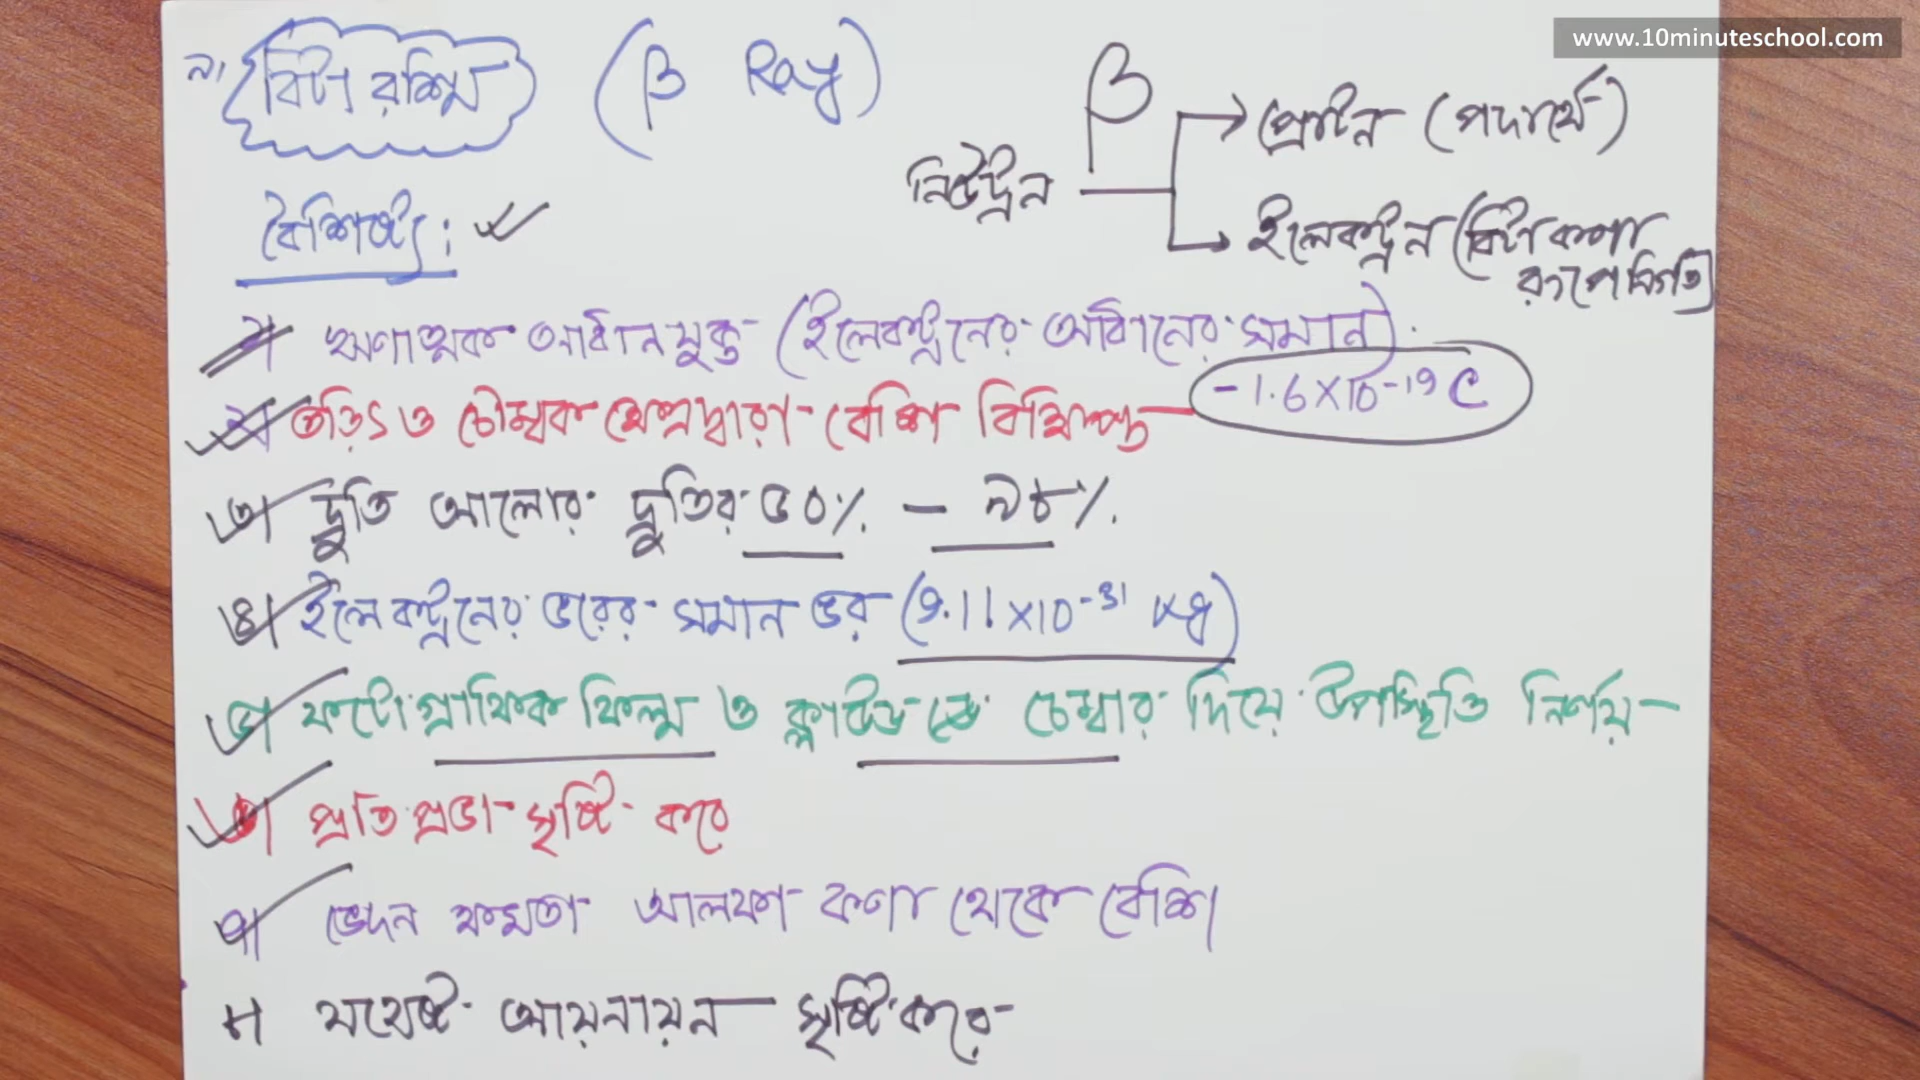 www.10minuteschool.com
২। বিটা রশ্মি (β Ray)
β
নিউট্রন → প্রোটন (পদার্থে)
→ ইলেকট্রন (বিটা কণা রূপে নির্গত)
বৈশিষ্ট্য:
১। ঋণাত্মক আধানযুক্ত (ইলেকট্রনের আধানের সমান)
-1.6×10-19 C
২। তড়িৎ ও চৌম্বক ক্ষেত্রদ্বারা বেশি বিক্ষিপ্ত
৩। দ্রুতি আলোর দ্রুতির ৫০% – ৯৮%
৪। ইলেকট্রনের ভরের সমান ভর (9.11×10-31 kg)
৫। ফটোগ্রাফিক ফিল্ম ও ক্লাউড চেম্বার দিয়ে উপস্থিতি নির্ণয়
৬। প্রতিপ্রভা সৃষ্টি করে
৭। ভেদন ক্ষমতা আলফা কণা থেকে বেশি।
৮। যথেষ্ট আয়নায়ন সৃষ্টি করে